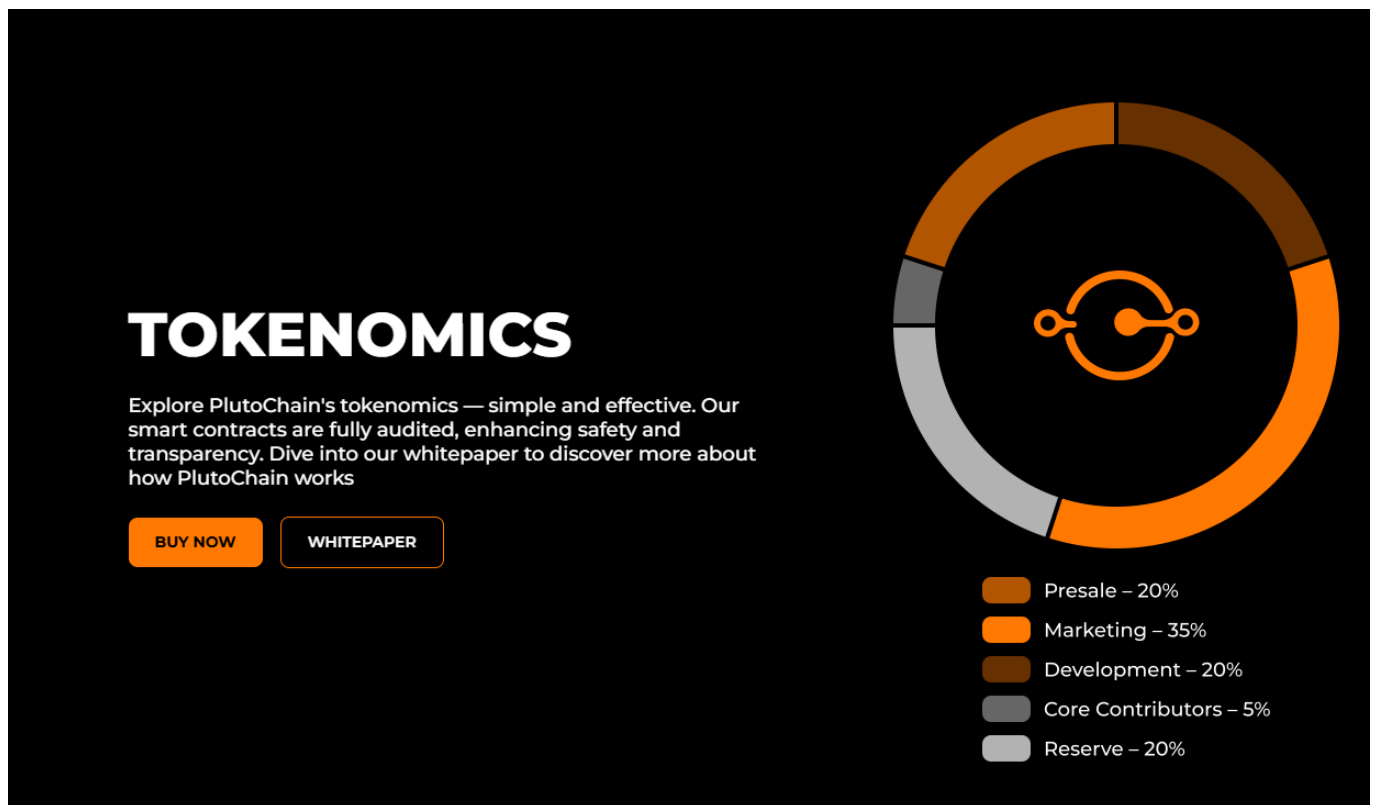 TOKENOMICS
Explore PlutoChain's tokenomics — simple and effective. Our
smart contracts are fully audited, enhancing safety and
transparency. Dive into our whitepaper to discover more about
how PlutoChain works
BUY NOW
WHITEPAPER
Presale – 20%
Marketing – 35%
Development – 20%
Core Contributors – 5%
Reserve – 20%